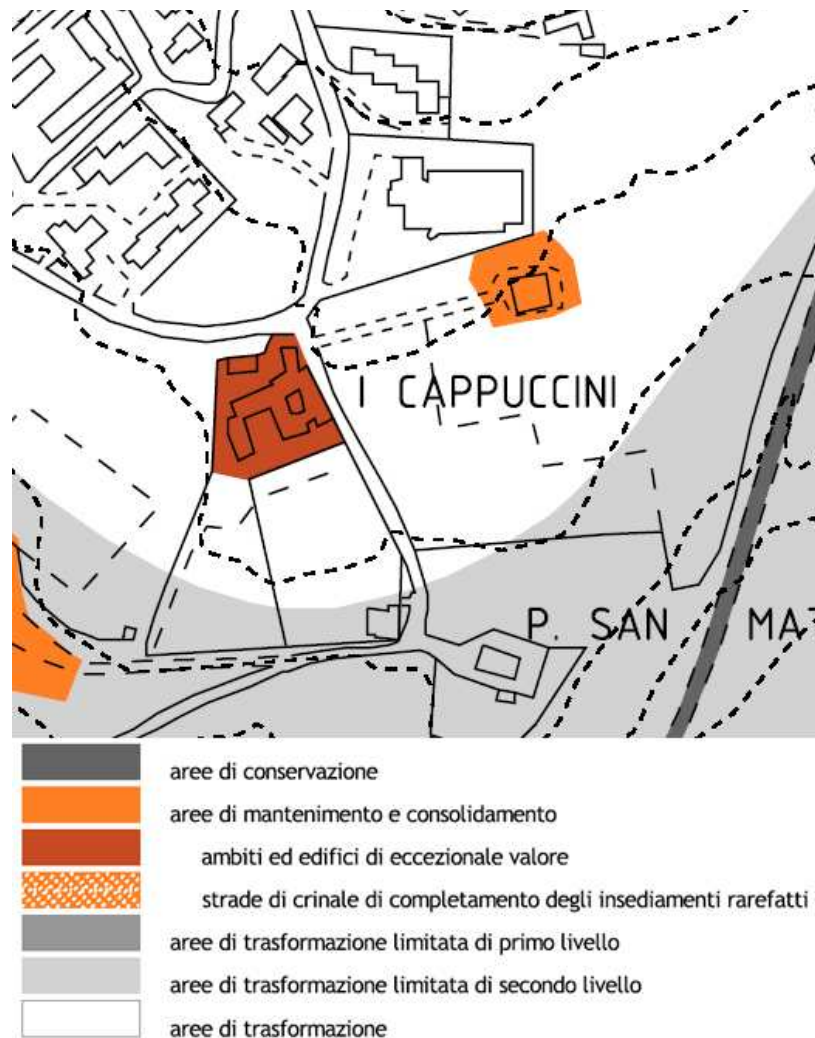 I CAPPUCCINI
P. SAN MAT
aree di conservazione
aree di mantenimento e consolidamento
ambiti ed edifici di eccezionale valore
strade di crinale di completamento degli insediamenti rarefatti
aree di trasformazione limitata di primo livello
aree di trasformazione limitata di secondo livello
aree di trasformazione